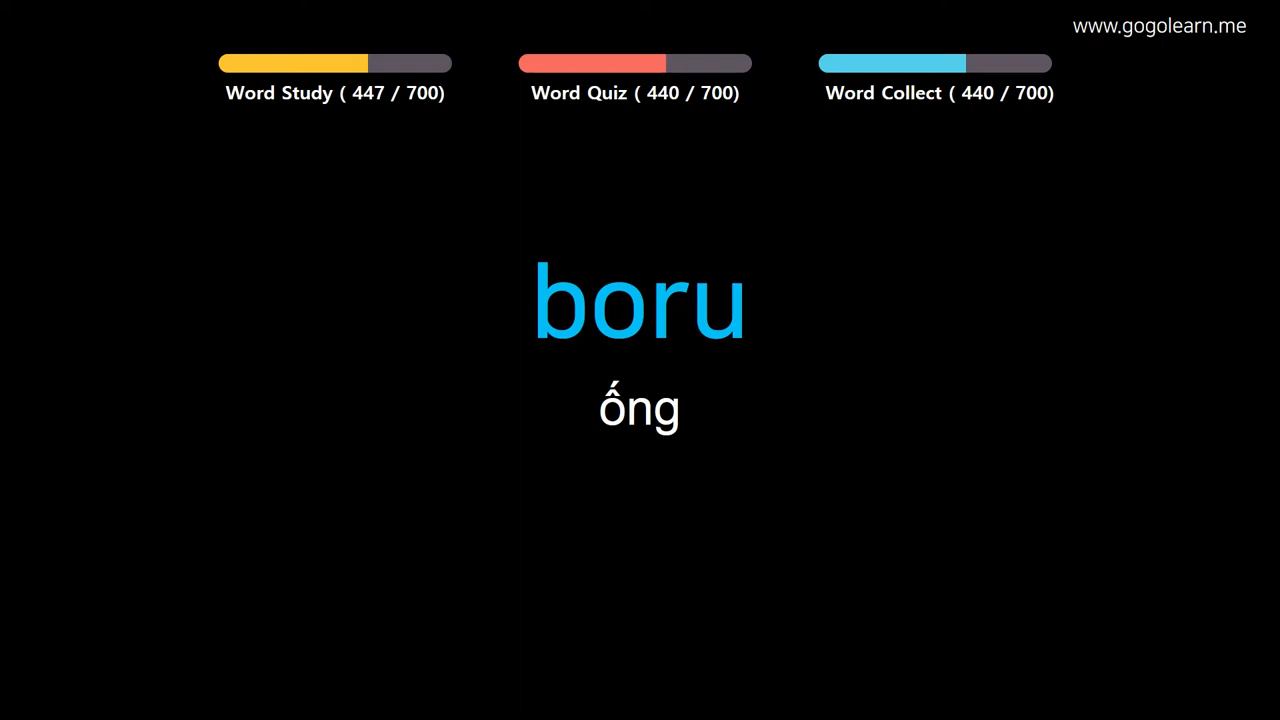 www.gogolearn.me
Word Study ( 447 / 700)
Word Quiz ( 440 / 700)
Word Collect ( 440 / 700)
boru
ống